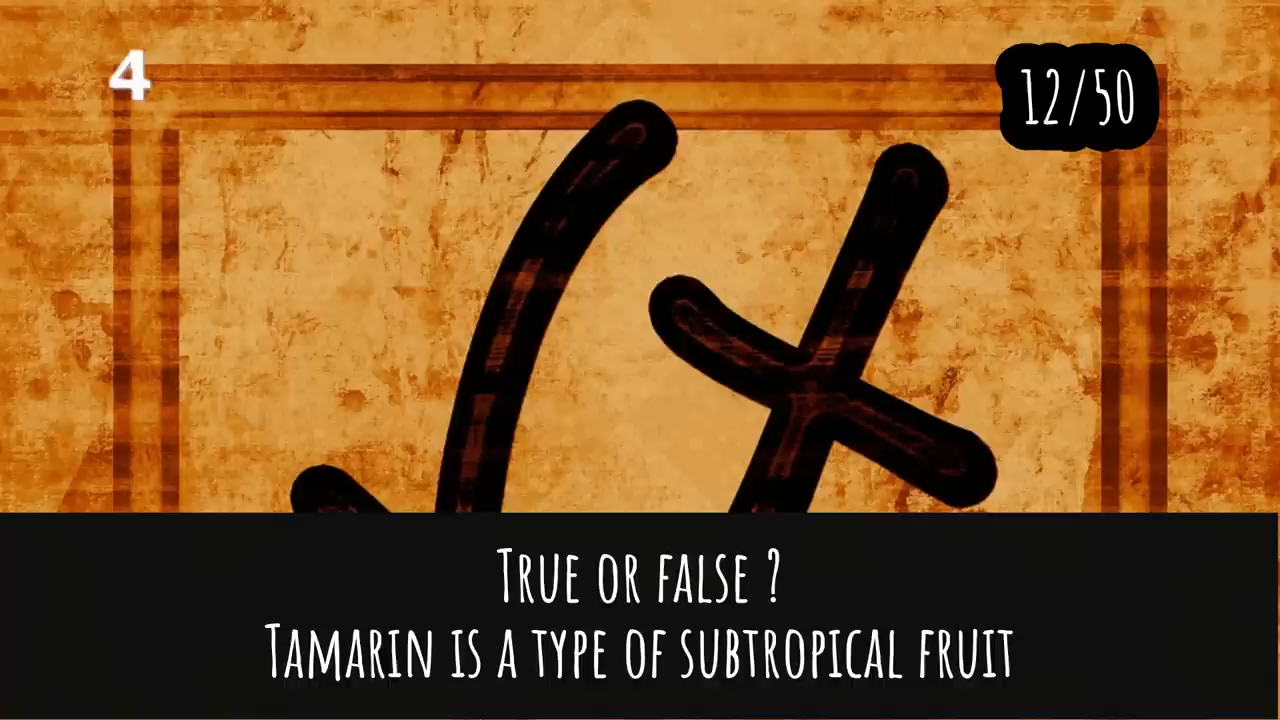 4
12/50
True or false ?
Tamarin is a type of subtropical fruit